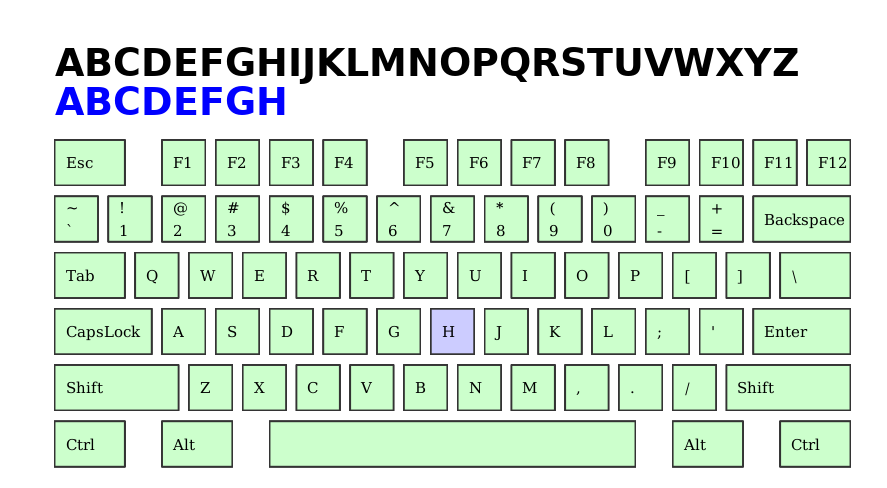 ABCDEFGHIJKLMNOPQRSTUVWXYZ
ABCDEFGH
Esc F1 F2 F3 F4 F5 F6 F7 F8 F9 F10 F11 F12
~ ! @ # $ % ^ & * ( ) _ +
` 1 2 3 4 5 6 7 8 9 0 - = Backspace
Tab Q W E R T Y U I O P [ ] \
CapsLock A S D F G H J K L ; ' Enter
Shift Z X C V B N M , . / Shift
Ctrl Alt Alt Ctrl